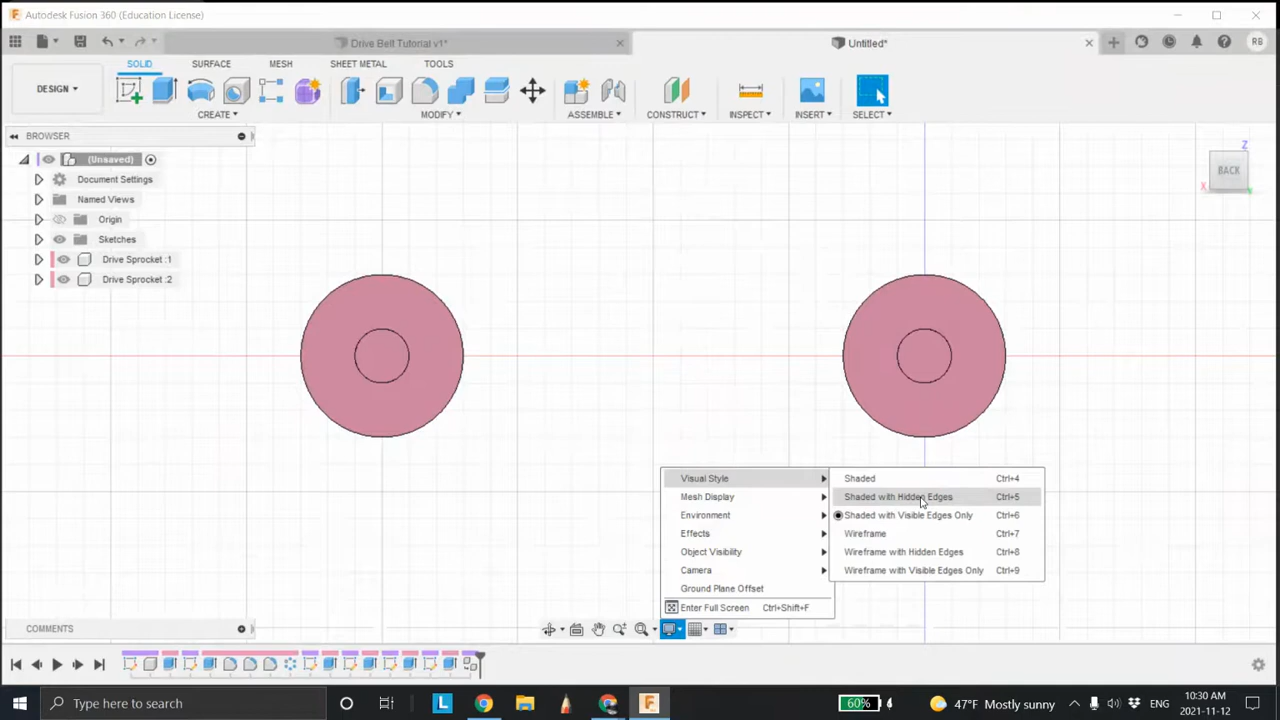 Autodesk Fusion 360 (Education License)
Drive Belt Tutorial v1*
Untitled*
RB
DESIGN
SOLID
SURFACE
MESH
SHEET METAL
TOOLS
CREATE
MODIFY
ASSEMBLE
CONSTRUCT
INSPECT
INSERT
SELECT
BROWSER
(Unsaved)
Document Settings
Named Views
Origin
Sketches
Drive Sprocket :1
Drive Sprocket :2
Z
BACK
X
Y
Visual Style
Mesh Display
Environment
Effects
Object Visibility
Camera
Ground Plane Offset
Enter Full Screen Ctrl+Shift+F
Shaded Ctrl+4
Shaded with Hidden Edges Ctrl+5
Shaded with Visible Edges Only Ctrl+6
Wireframe Ctrl+7
Wireframe with Hidden Edges Ctrl+8
Wireframe with Visible Edges Only Ctrl+9
COMMENTS
Type here to search
L
60%
47°F Mostly sunny
ENG
10:30 AM
2021-11-12